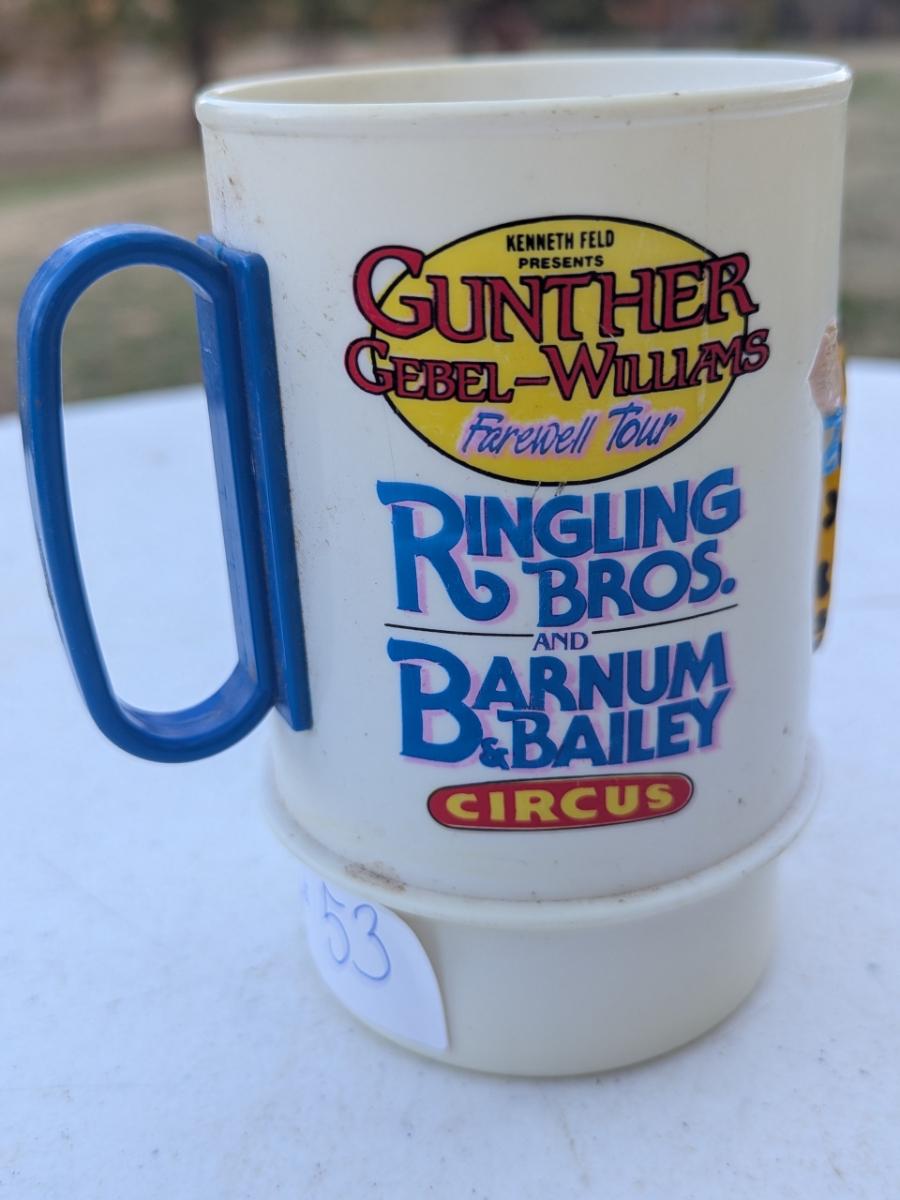 KENNETH FELD
PRESENTS
GUNTHER
GEBEL-WILLIAMS
Farewell Tour
RINGLING
BROS.
AND
BARNUM
& BAILEY
CIRCUS
53